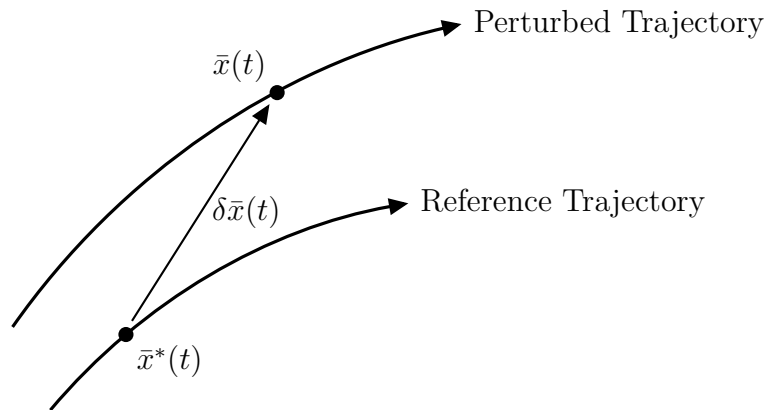 Perturbed Trajectory
x̄(t)
δx̄(t)
Reference Trajectory
x̄*(t)